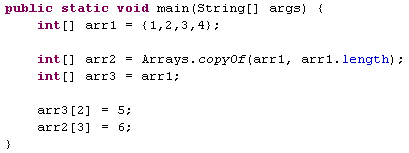 public static void main(String[] args) {
    int[] arr1 = {1,2,3,4};

    int[] arr2 = Arrays.copyOf(arr1, arr1.length);
    int[] arr3 = arr1;

    arr3[2] = 5;
    arr2[3] = 6;
}